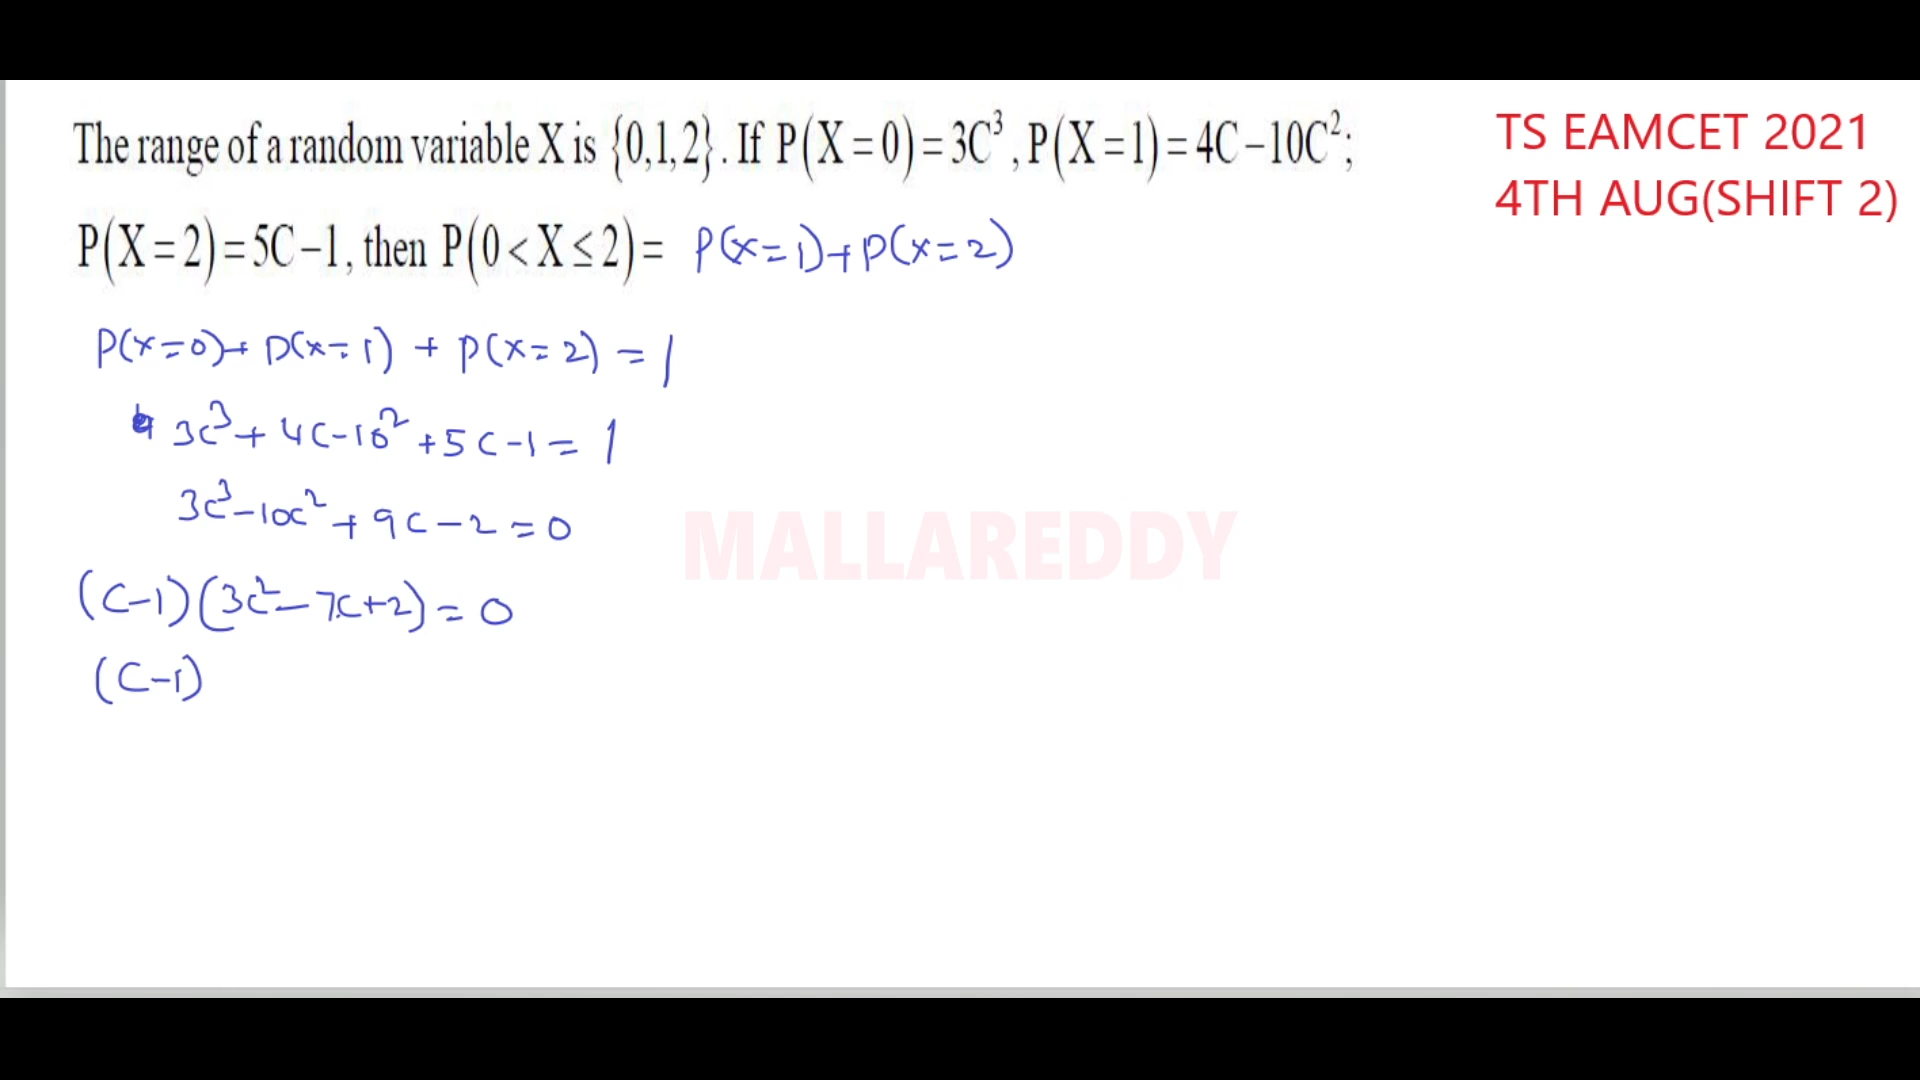 The range of a random variable X is {0,1,2}. If P(X=0)=3C³, P(X=1)=4C−10C²;
P(X=2)=5C−1, then P(0<X≤2)= P(x=1)+P(x=2)
TS EAMCET 2021
4TH AUG(SHIFT 2)
P(x=0)+ P(x=1) + P(x=2) = 1
3c³+ 4c-10² +5c-1= 1
3c³-10c²+9c-2=0
MALLAREDDY
(c-1)(3c²-7c+2)=0
(c-1)